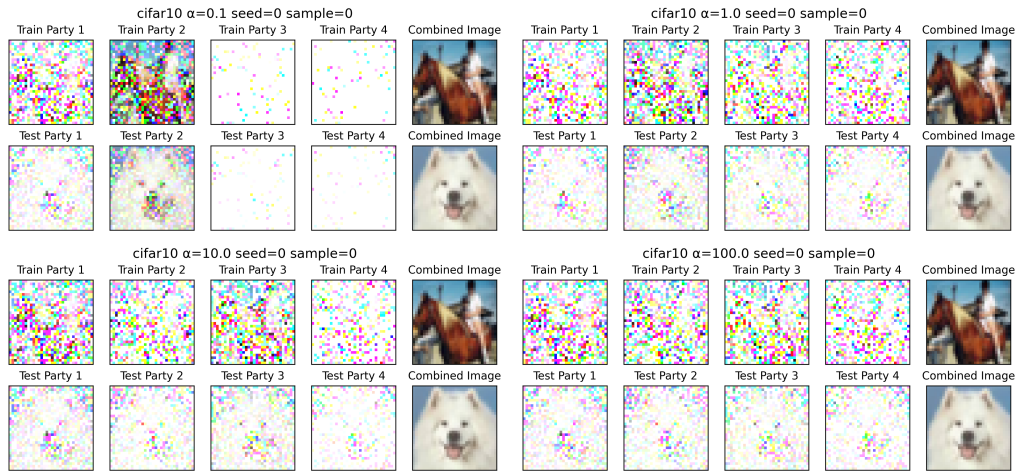 cifar10 α=0.1 seed=0 sample=0
Train Party 1 Train Party 2 Train Party 3 Train Party 4 Combined Image
Test Party 1 Test Party 2 Test Party 3 Test Party 4 Combined Image
cifar10 α=1.0 seed=0 sample=0
Train Party 1 Train Party 2 Train Party 3 Train Party 4 Combined Image
Test Party 1 Test Party 2 Test Party 3 Test Party 4 Combined Image
cifar10 α=10.0 seed=0 sample=0
Train Party 1 Train Party 2 Train Party 3 Train Party 4 Combined Image
Test Party 1 Test Party 2 Test Party 3 Test Party 4 Combined Image
cifar10 α=100.0 seed=0 sample=0
Train Party 1 Train Party 2 Train Party 3 Train Party 4 Combined Image
Test Party 1 Test Party 2 Test Party 3 Test Party 4 Combined Image